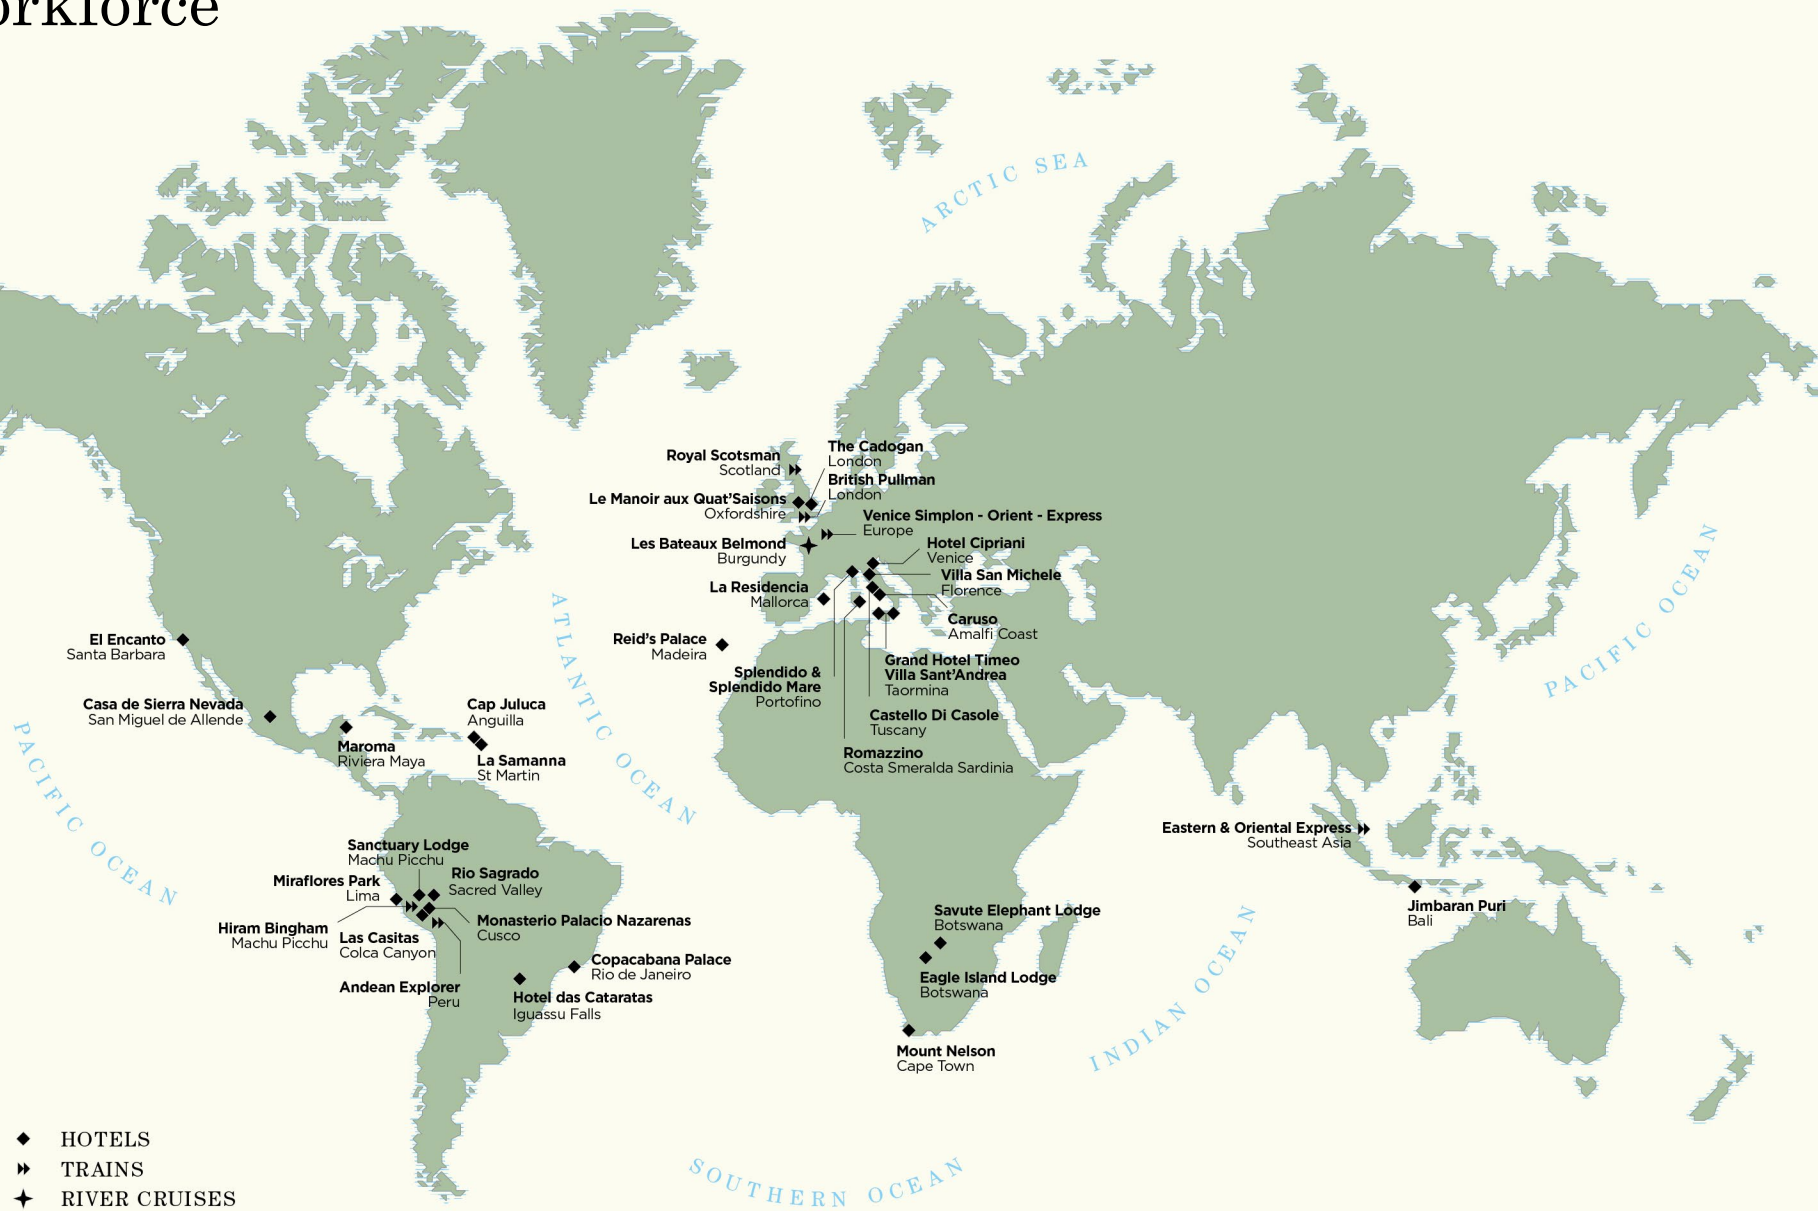 orkforce
ARCTIC SEA
Royal Scotsman
Scotland
The Cadogan
London
British Pullman
London
Le Manoir aux Quat'Saisons
Oxfordshire
Venice Simplon - Orient - Express
Europe
Les Bateaux Belmond
Burgundy
Hotel Cipriani
Venice
Villa San Michele
Florence
La Residencia
Mallorca
Caruso
Amalfi Coast
Reid's Palace
Madeira
Grand Hotel Timeo
Villa Sant'Andrea
Taormina
Splendido &
Splendido Mare
Portofino
Castello Di Casole
Tuscany
Romazzino
Costa Smeralda Sardinia
ATLANTIC OCEAN
PACIFIC OCEAN
El Encanto
Santa Barbara
Casa de Sierra Nevada
San Miguel de Allende
Cap Juluca
Anguilla
Maroma
Riviera Maya
La Samanna
St Martin
PACIFIC OCEAN
Sanctuary Lodge
Machu Picchu
Rio Sagrado
Sacred Valley
Miraflores Park
Lima
Hiram Bingham
Machu Picchu
Las Casitas
Colca Canyon
Monasterio Palacio Nazarenas
Cusco
Andean Explorer
Peru
Copacabana Palace
Rio de Janeiro
Hotel das Cataratas
Iguassu Falls
Eastern & Oriental Express
Southeast Asia
Jimbaran Puri
Bali
Savute Elephant Lodge
Botswana
Eagle Island Lodge
Botswana
Mount Nelson
Cape Town
INDIAN OCEAN
SOUTHERN OCEAN
HOTELS
TRAINS
RIVER CRUISES